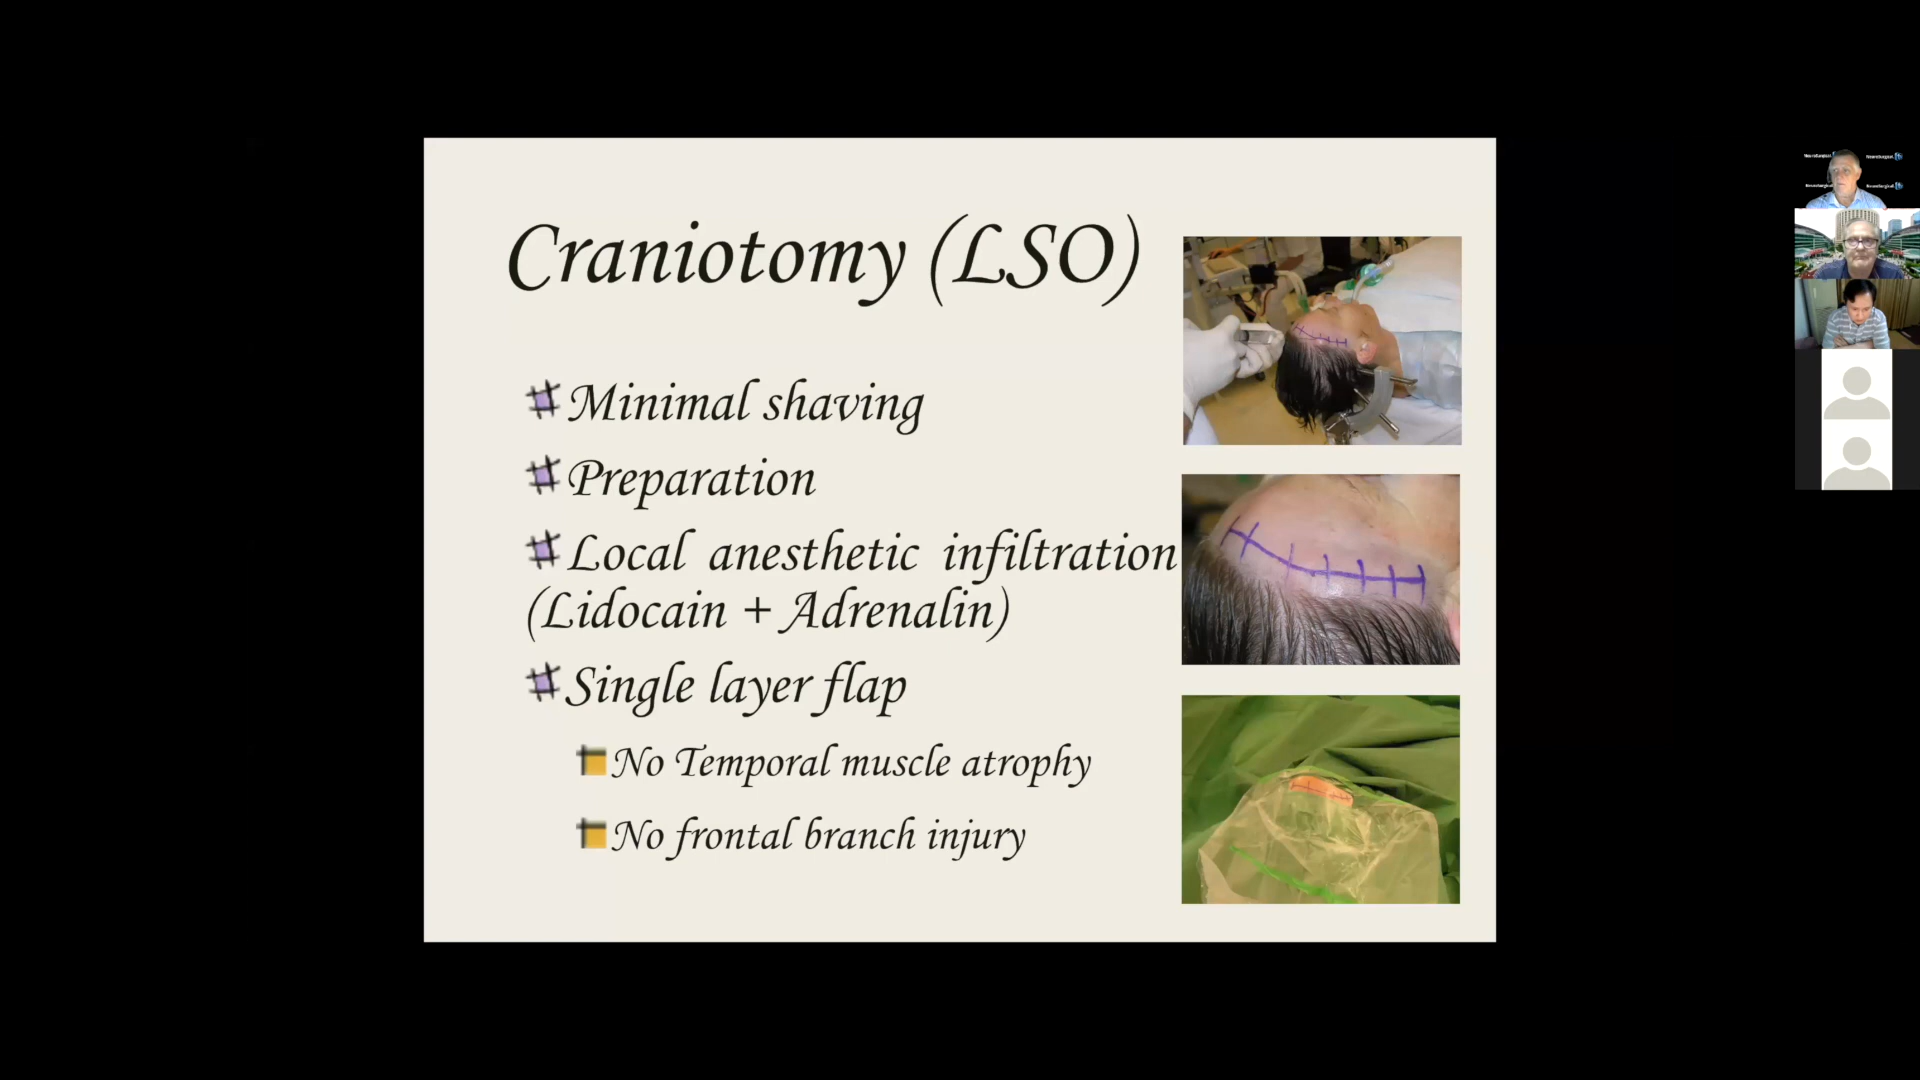 Craniotomy (LSO)
Minimal shaving
Preparation
Local anesthetic infiltration
(Lidocain + Adrenalin)
Single layer flap
No Temporal muscle atrophy
No frontal branch injury